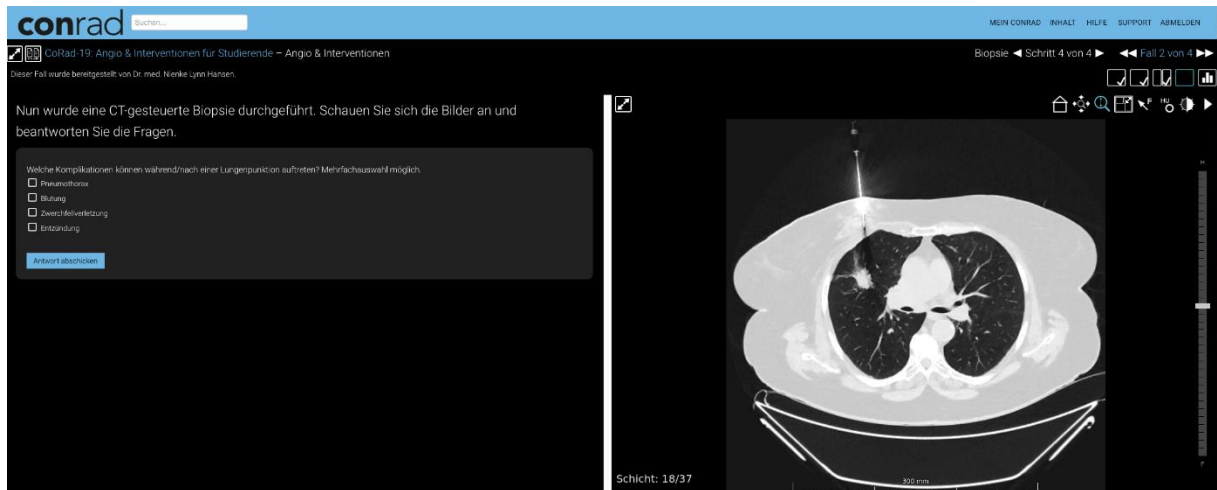 conrad
Suchen...
MEIN CONRAD INHALT HILFE SUPPORT ABMELDEN
CoRad-19: Angio & Interventionen für Studierende – Angio & Interventionen
Biopsie ◀ Schritt 4 von 4 ▶ ◀◀ Fall 2 von 4 ▶▶
Dieser Fall wurde bereitgestellt von Dr. med. Nienke Lynn Hansen.
Nun wurde eine CT-gesteuerte Biopsie durchgeführt. Schauen Sie sich die Bilder an und
beantworten Sie die Fragen.
Welche Komplikationen können während/nach einer Lungenpunktion auftreten? Mehrfachauswahl möglich.
Pneumothorax
Blutung
Zwerchfellverletzung
Entzündung
Antwort abschicken
HU
H
F
Schicht: 18/37
300 mm